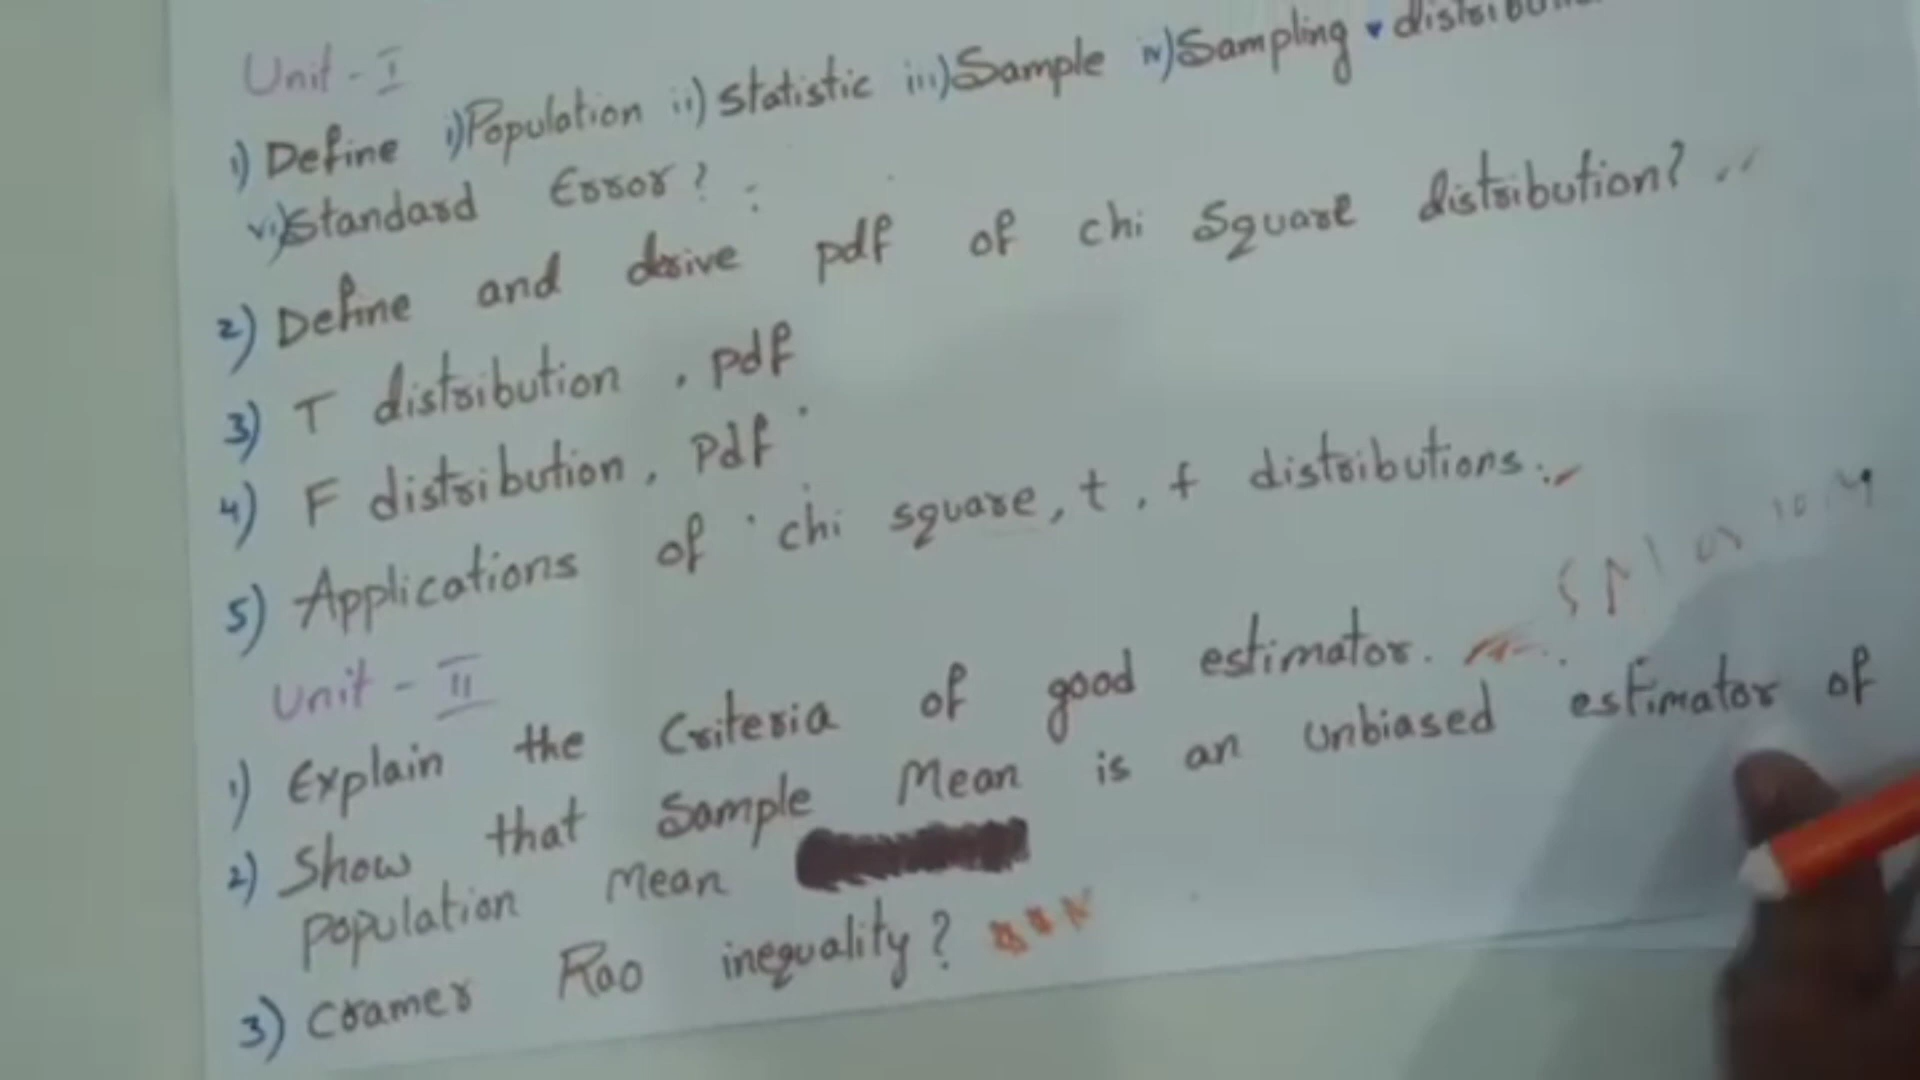 Unit - I
1) Define i) Population ii) Statistic iii) Sample iv) Sampling
vi) Standard Error?
2) Define and derive pdf of chi Square distribution?
3) T distribution, pdf
4) F distribution, Pdf
5) Applications of chi square, t, f distributions.
Unit - II
1) Explain the Criteria of good estimator.
2) Show that Sample Mean is an unbiased estimator of
Population Mean
3) Cramer Rao inequality?